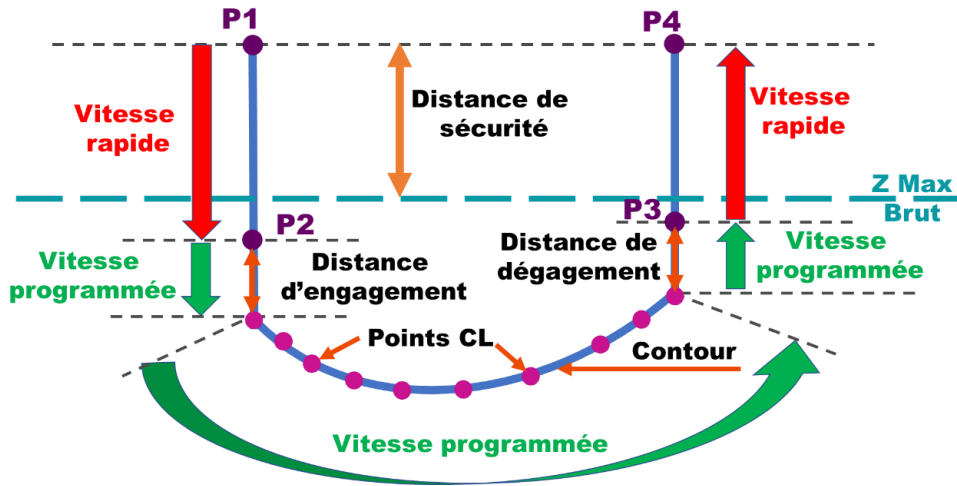 P1
P4
Vitesse
rapide
Distance de
sécurité
Vitesse
rapide
Z Max
Brut
P2
P3
Vitesse
programmée
Distance
d’engagement
Distance de
dégagement
Vitesse
programmée
Points CL
Contour
Vitesse programmée